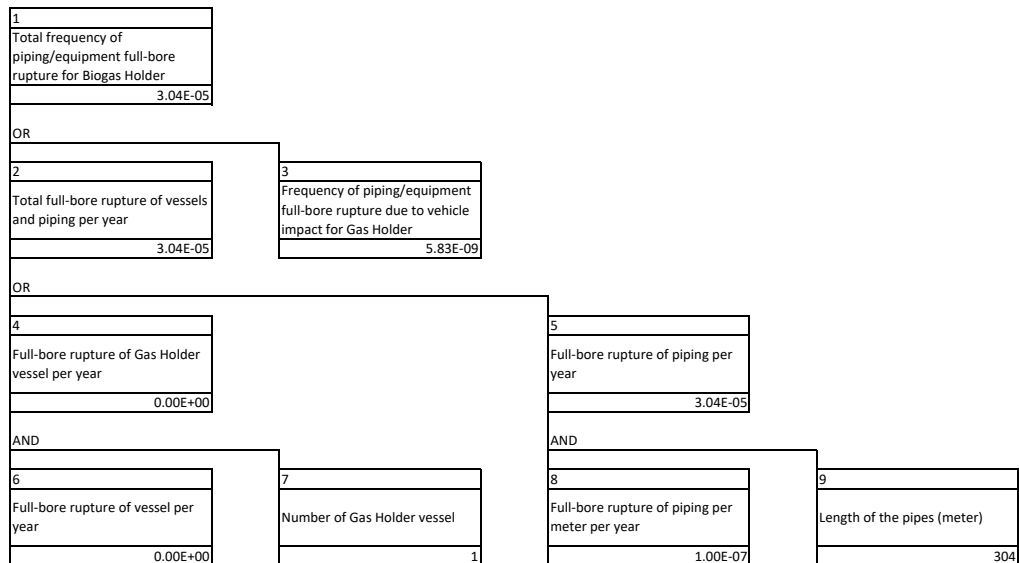 1
Total frequency of
piping/equipment full-bore
rupture for Biogas Holder
3.04E-05
OR
2
Total full-bore rupture of vessels
and piping per year
3.04E-05
3
Frequency of piping/equipment
full-bore rupture due to vehicle
impact for Gas Holder
5.83E-09
OR
4
Full-bore rupture of Gas Holder
vessel per year
0.00E+00
5
Full-bore rupture of piping per
year
3.04E-05
AND
AND
6
Full-bore rupture of vessel per
year
0.00E+00
7
Number of Gas Holder vessel
1
8
Full-bore rupture of piping per
meter per year
1.00E-07
9
Length of the pipes (meter)
304